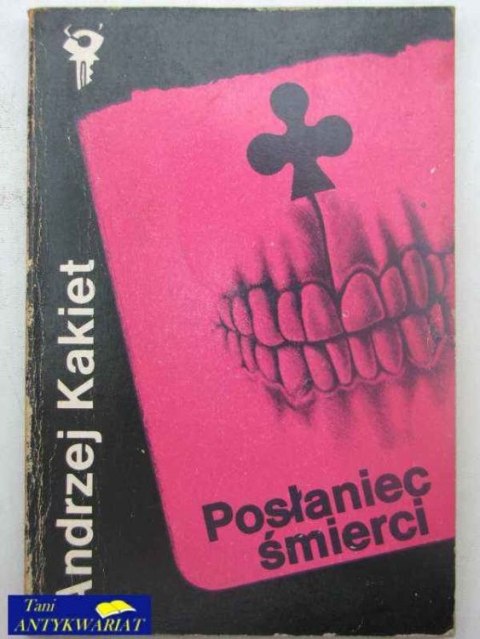 Andrzej Kakiet
Posłaniec
śmierci
Tani
ANTYKWARIAT